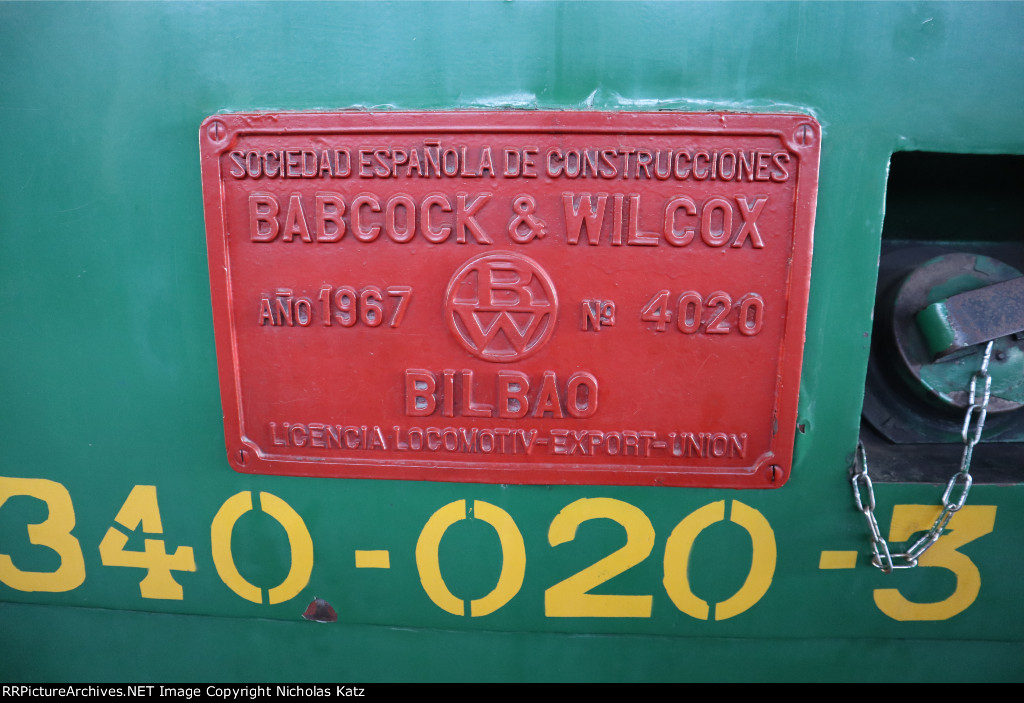 SOCIEDAD ESPAÑOLA DE CONSTRUCCIONES
BABCOCK & WILCOX
AÑO 1967 BW Nº 4020
BILBAO
LICENCIA LOCOMOTIV-EXPORT-UNION
340-020-3
RRPictureArchives.NET Image Copyright Nicholas Katz